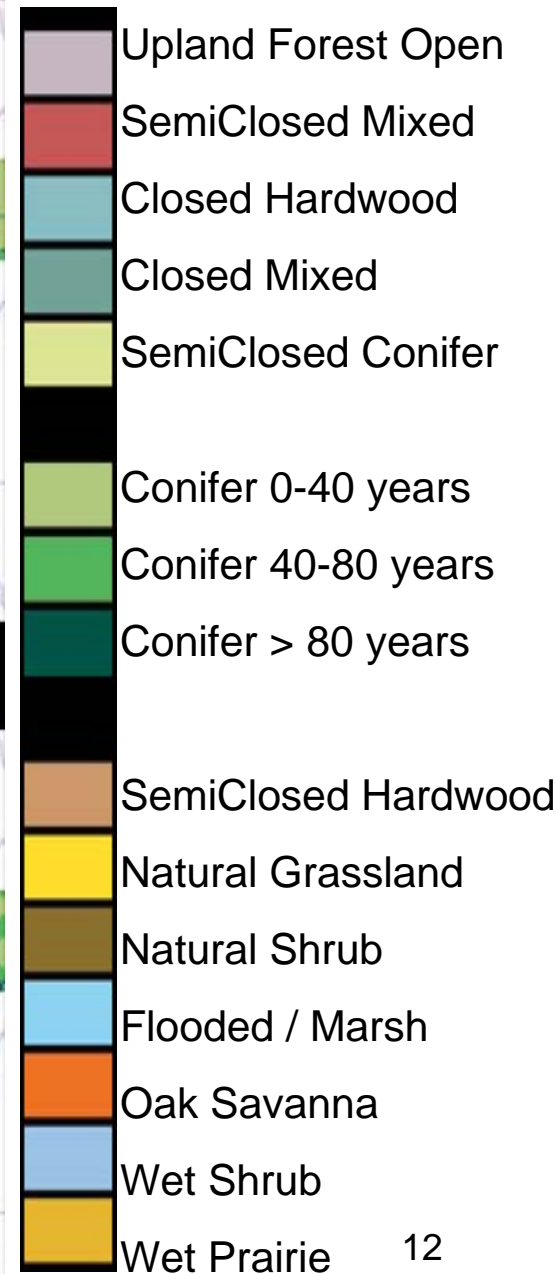 Upland Forest Open
SemiClosed Mixed
Closed Hardwood
Closed Mixed
SemiClosed Conifer
Conifer 0-40 years
Conifer 40-80 years
Conifer > 80 years
SemiClosed Hardwood
Natural Grassland
Natural Shrub
Flooded / Marsh
Oak Savanna
Wet Shrub
Wet Prairie 12